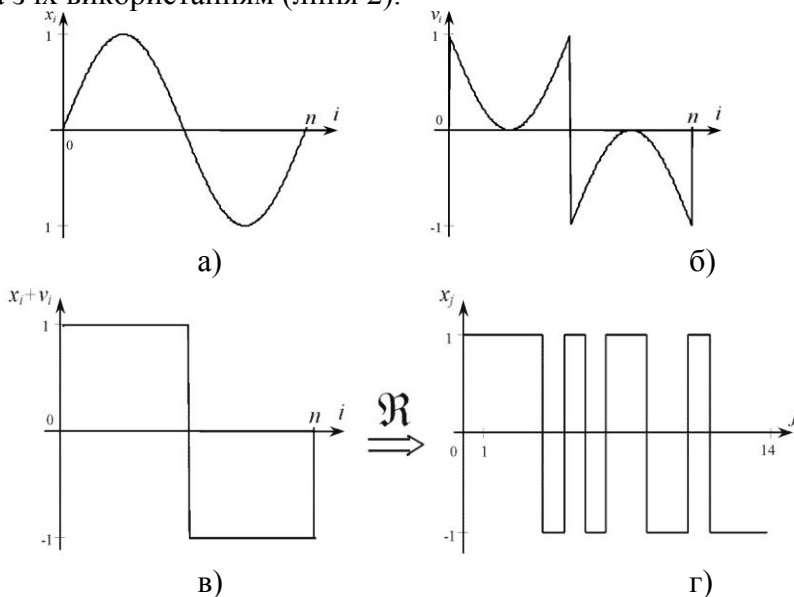 з їх використанням (лінія 2).
xᵢ
1
0
n i
1
а)
vᵢ
1
0
n i
-1
б)
xᵢ+vᵢ
1
0
n i
-1
в)
ℜ
xⱼ
1
0 1
14
j
-1
г)